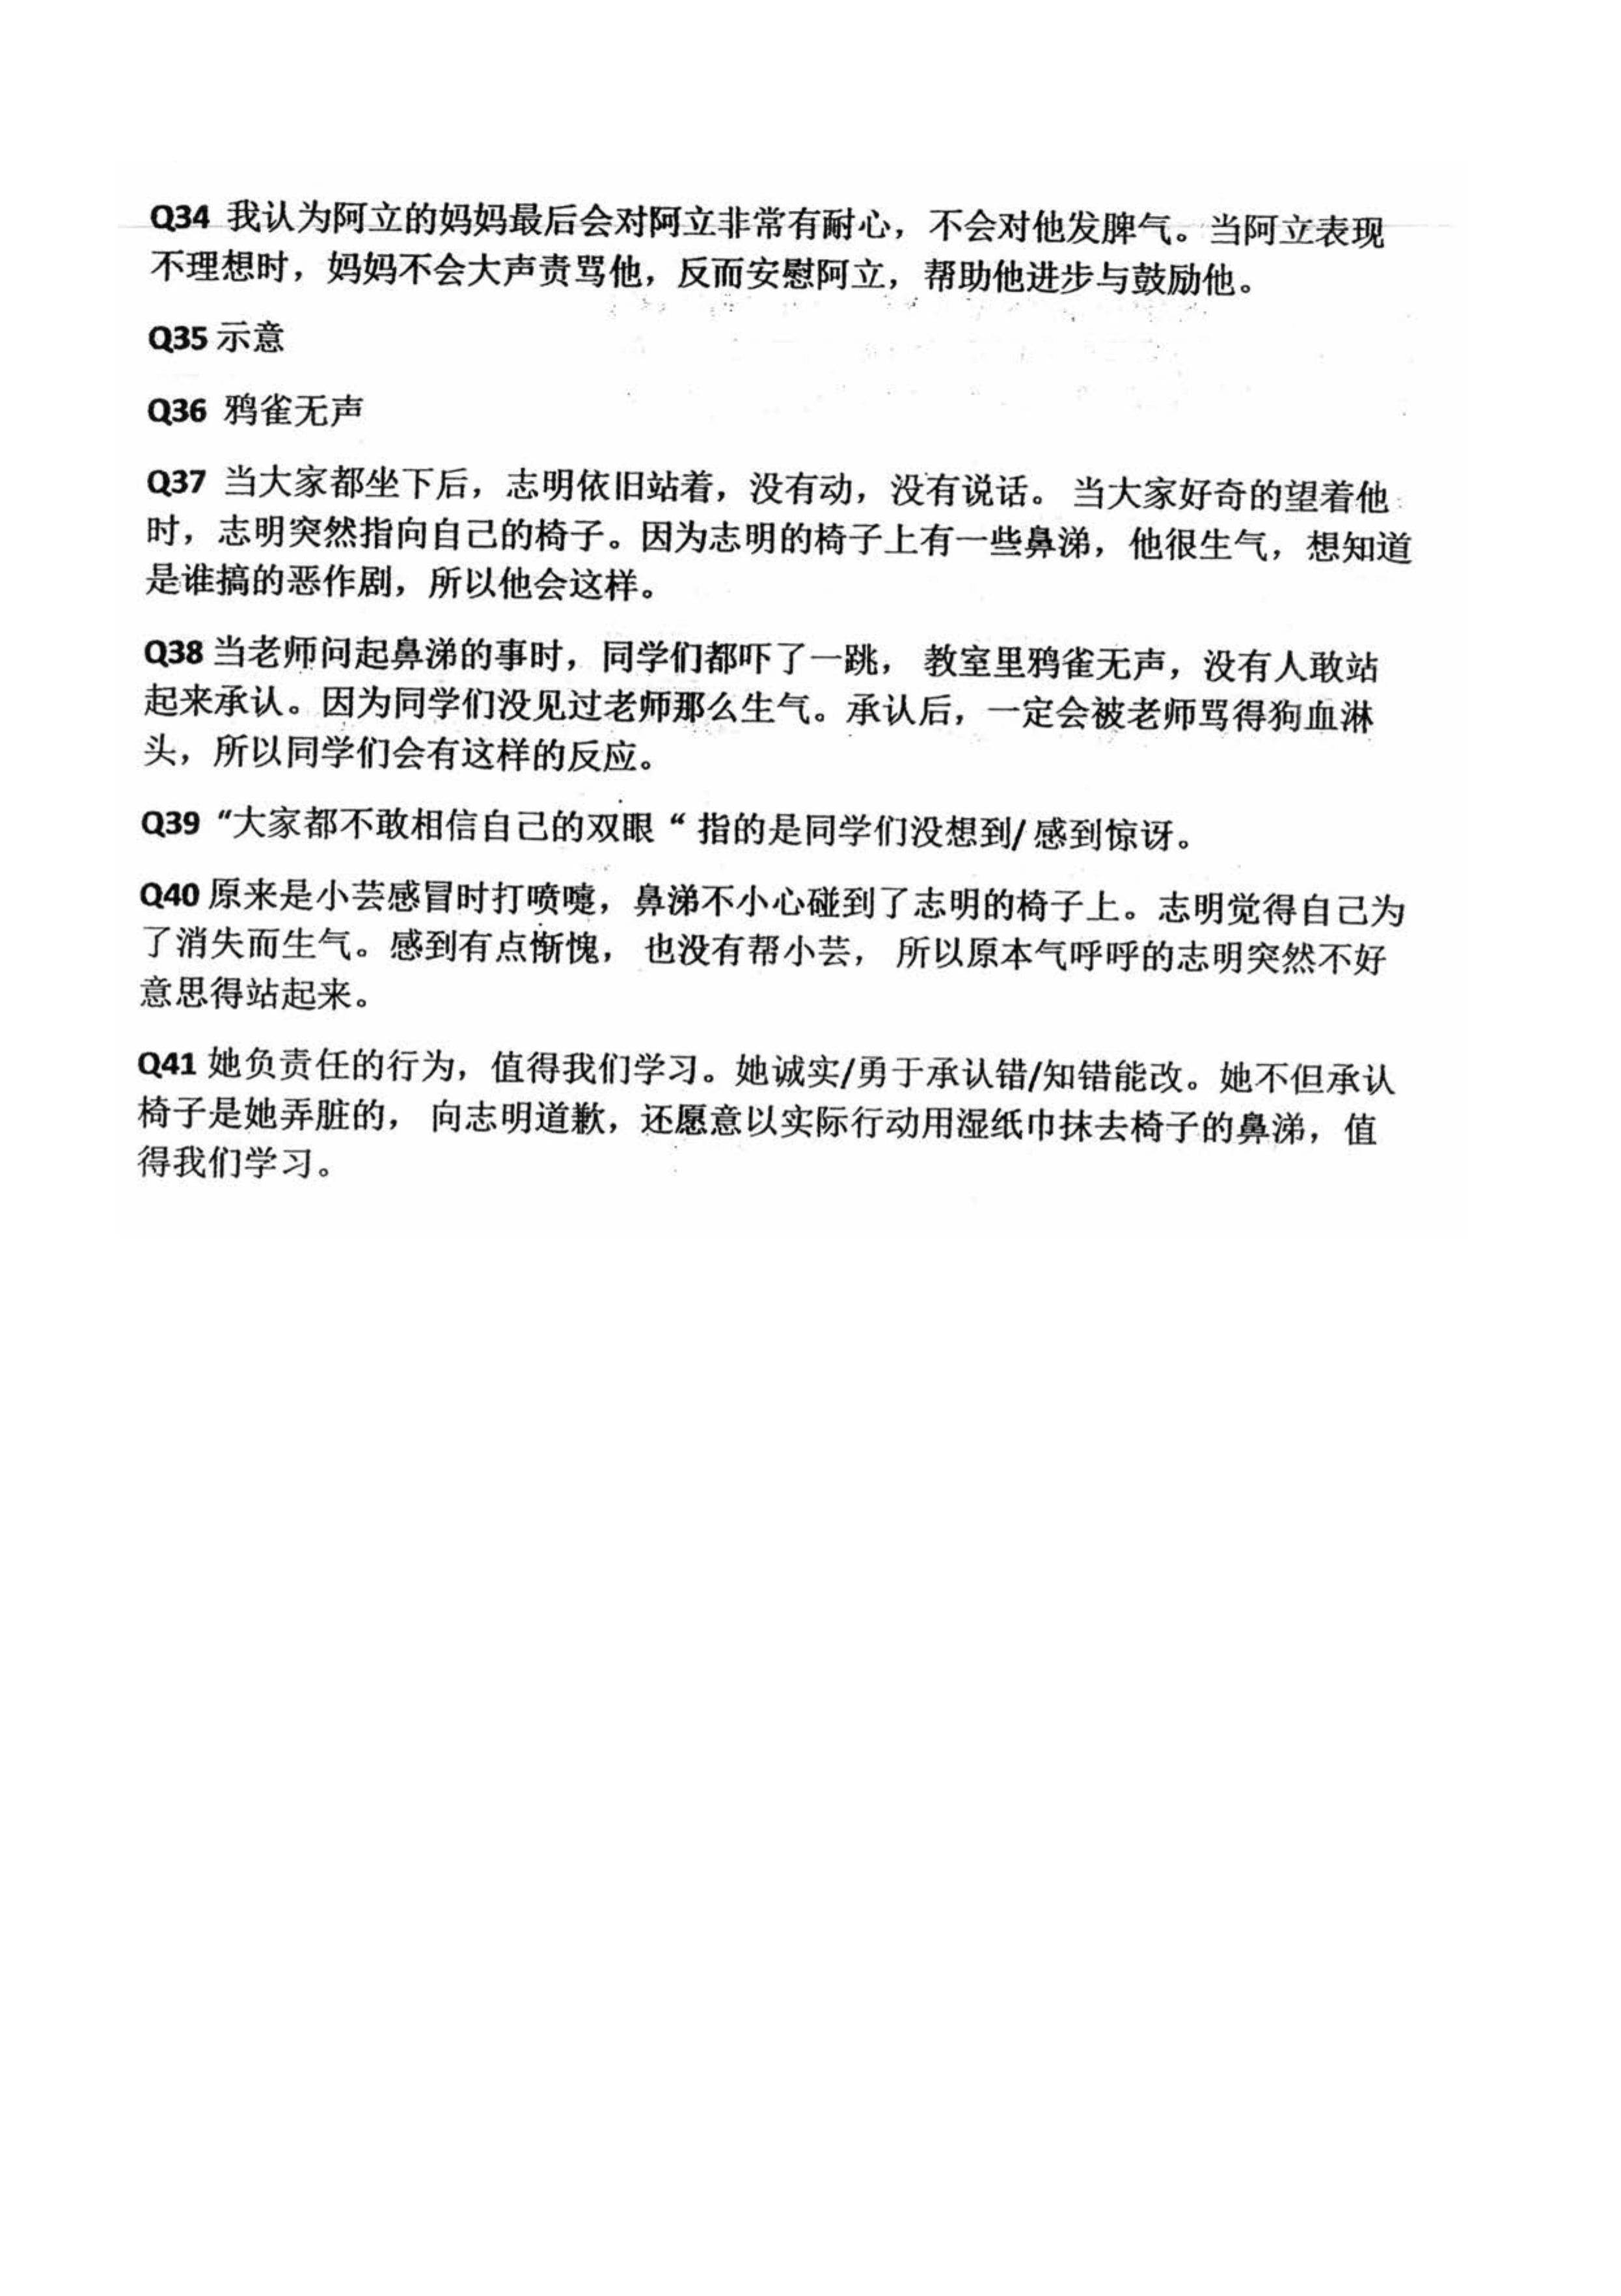 Q34 我认为阿立的妈妈最后会对阿立非常有耐心，不会对他发脾气。当阿立表现
不理想时，妈妈不会大声责骂他，反而安慰阿立，帮助他进步与鼓励他。
Q35 示意
Q36 鸦雀无声
Q37 当大家都坐下后，志明依旧站着，没有动，没有说话。 当大家好奇的望着他
时，志明突然指向自己的椅子。因为志明的椅子上有一些鼻涕，他很生气，想知道
是谁搞的恶作剧，所以他会这样。
Q38 当老师问起鼻涕的事时，同学们都吓了一跳， 教室里鸦雀无声，没有人敢站
起来承认。因为同学们没见过老师那么生气。承认后，一定会被老师骂得狗血淋
头，所以同学们会有这样的反应。
Q39 “大家都不敢相信自己的双眼 “ 指的是同学们没想到/ 感到惊讶。
Q40 原来是小芸感冒时打喷嚏，鼻涕不小心碰到了志明的椅子上。志明觉得自己为
了消失而生气。感到有点惭愧， 也没有帮小芸， 所以原本气呼呼的志明突然不好
意思得站起来。
Q41 她负责任的行为，值得我们学习。她诚实/勇于承认错/知错能改。她不但承认
椅子是她弄脏的， 向志明道歉，还愿意以实际行动用湿纸巾抹去椅子的鼻涕，值
得我们学习。